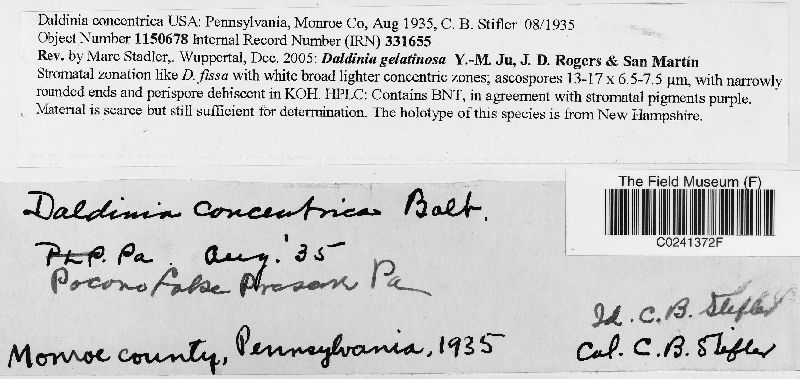 Daldinia concentrica USA: Pennsylvania, Monroe Co, Aug 1935, C. B. Stifler 08/1935
Object Number 1150678 Internal Record Number (IRN) 331655
Rev. by Marc Stadler,. Wuppertal, Dec. 2005: Daldinia gelatinosa Y.-M. Ju, J. D. Rogers & San Martín
Stromatal zonation like D. fissa with white broad lighter concentric zones; ascospores 13-17 x 6.5-7.5 µm, with narrowly
rounded ends and perispore dehiscent in KOH. HPLC: Contains BNT, in agreement with stromatal pigments purple.
Material is scarce but still sufficient for determination. The holotype of this species is from New Hampshire.
The Field Museum (F)
C0241372F
Daldinia concentrica Bolt.
P. Pa. Aug. '35
Pocono Pa
Id. C. B. Stifler
Monroe county, Pennsylvania, 1935
Col. C. B. Stifler